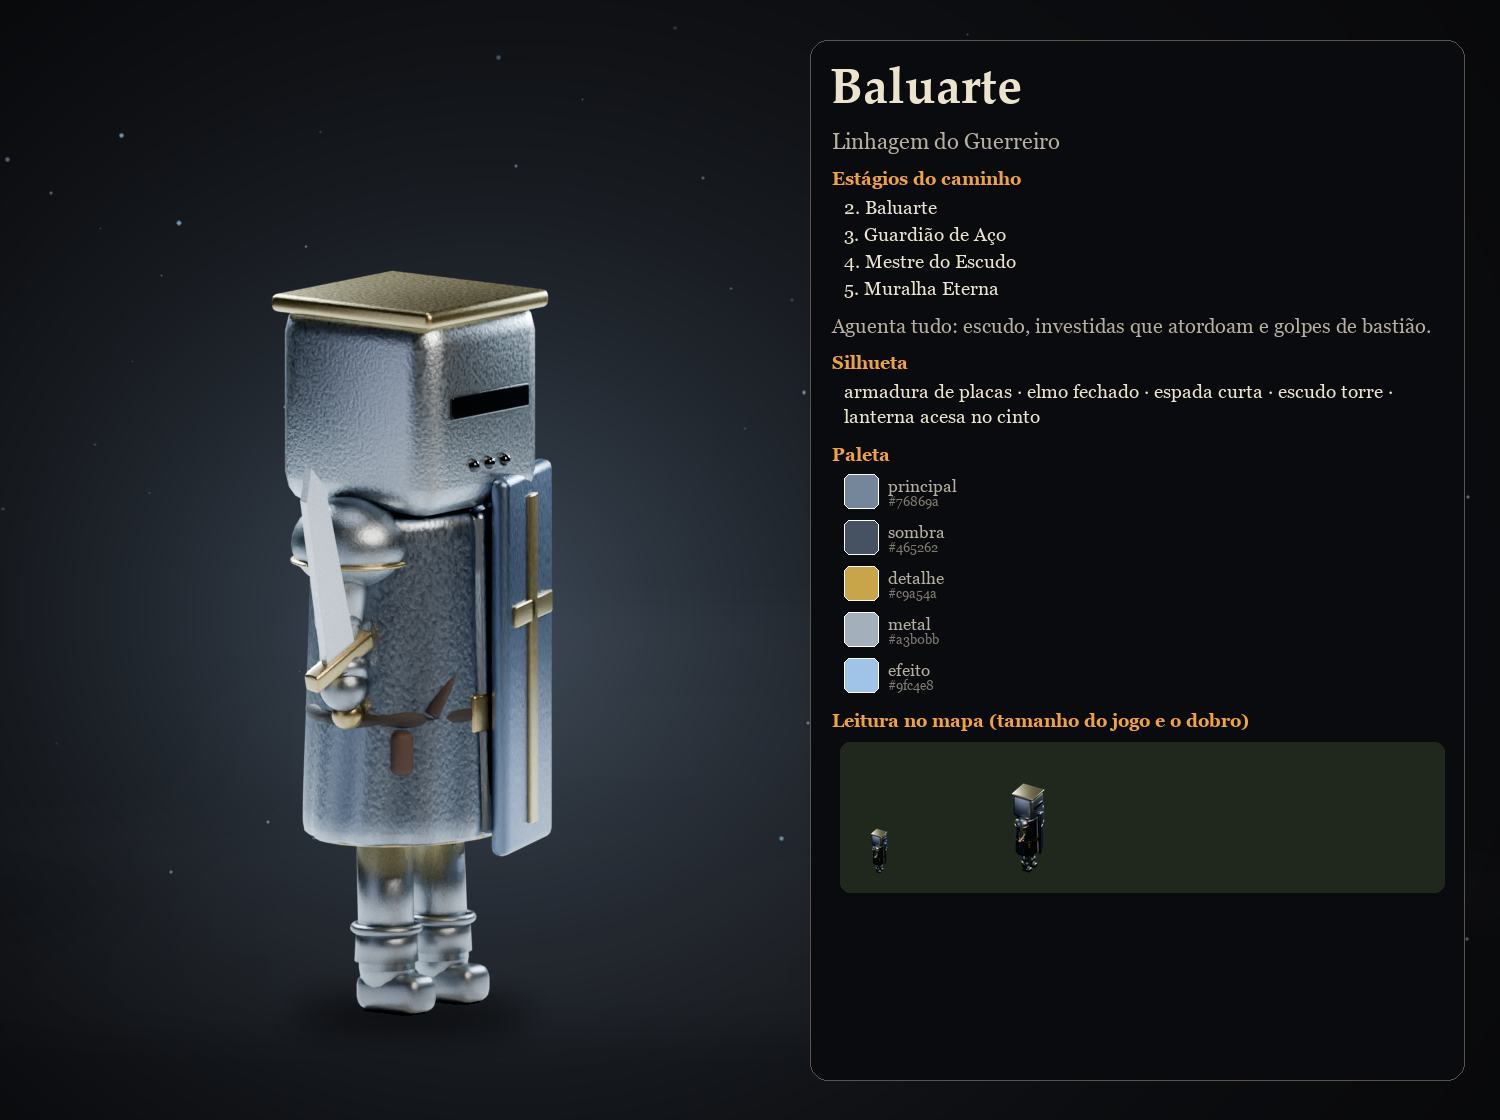 Baluarte
Linhagem do Guerreiro
Estágios do caminho
2. Baluarte
3. Guardião de Aço
4. Mestre do Escudo
5. Muralha Eterna
Aguenta tudo: escudo, investidas que atordoam e golpes de bastião.
Silhueta
armadura de placas · elmo fechado · espada curta · escudo torre ·
lanterna acesa no cinto
Paleta
principal
#76869a
sombra
#465262
detalhe
#c9a54a
metal
#a3b0bb
efeito
#9fc4e8
Leitura no mapa (tamanho do jogo e o dobro)